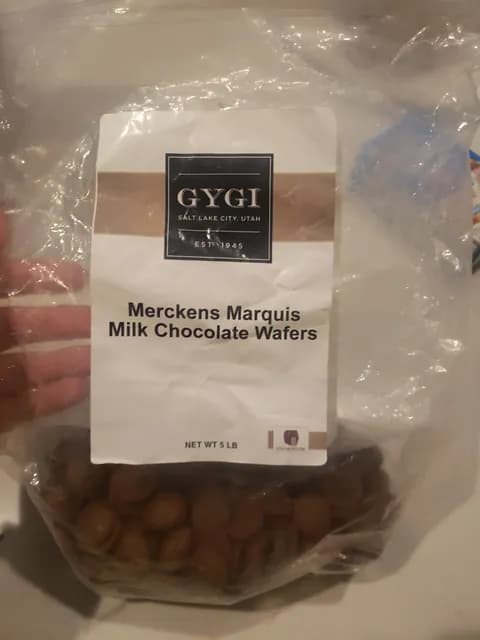 GYGI
SALT LAKE CITY, UTAH
EST. 1945
Merckens Marquis
Milk Chocolate Wafers
NET WT 5 LB